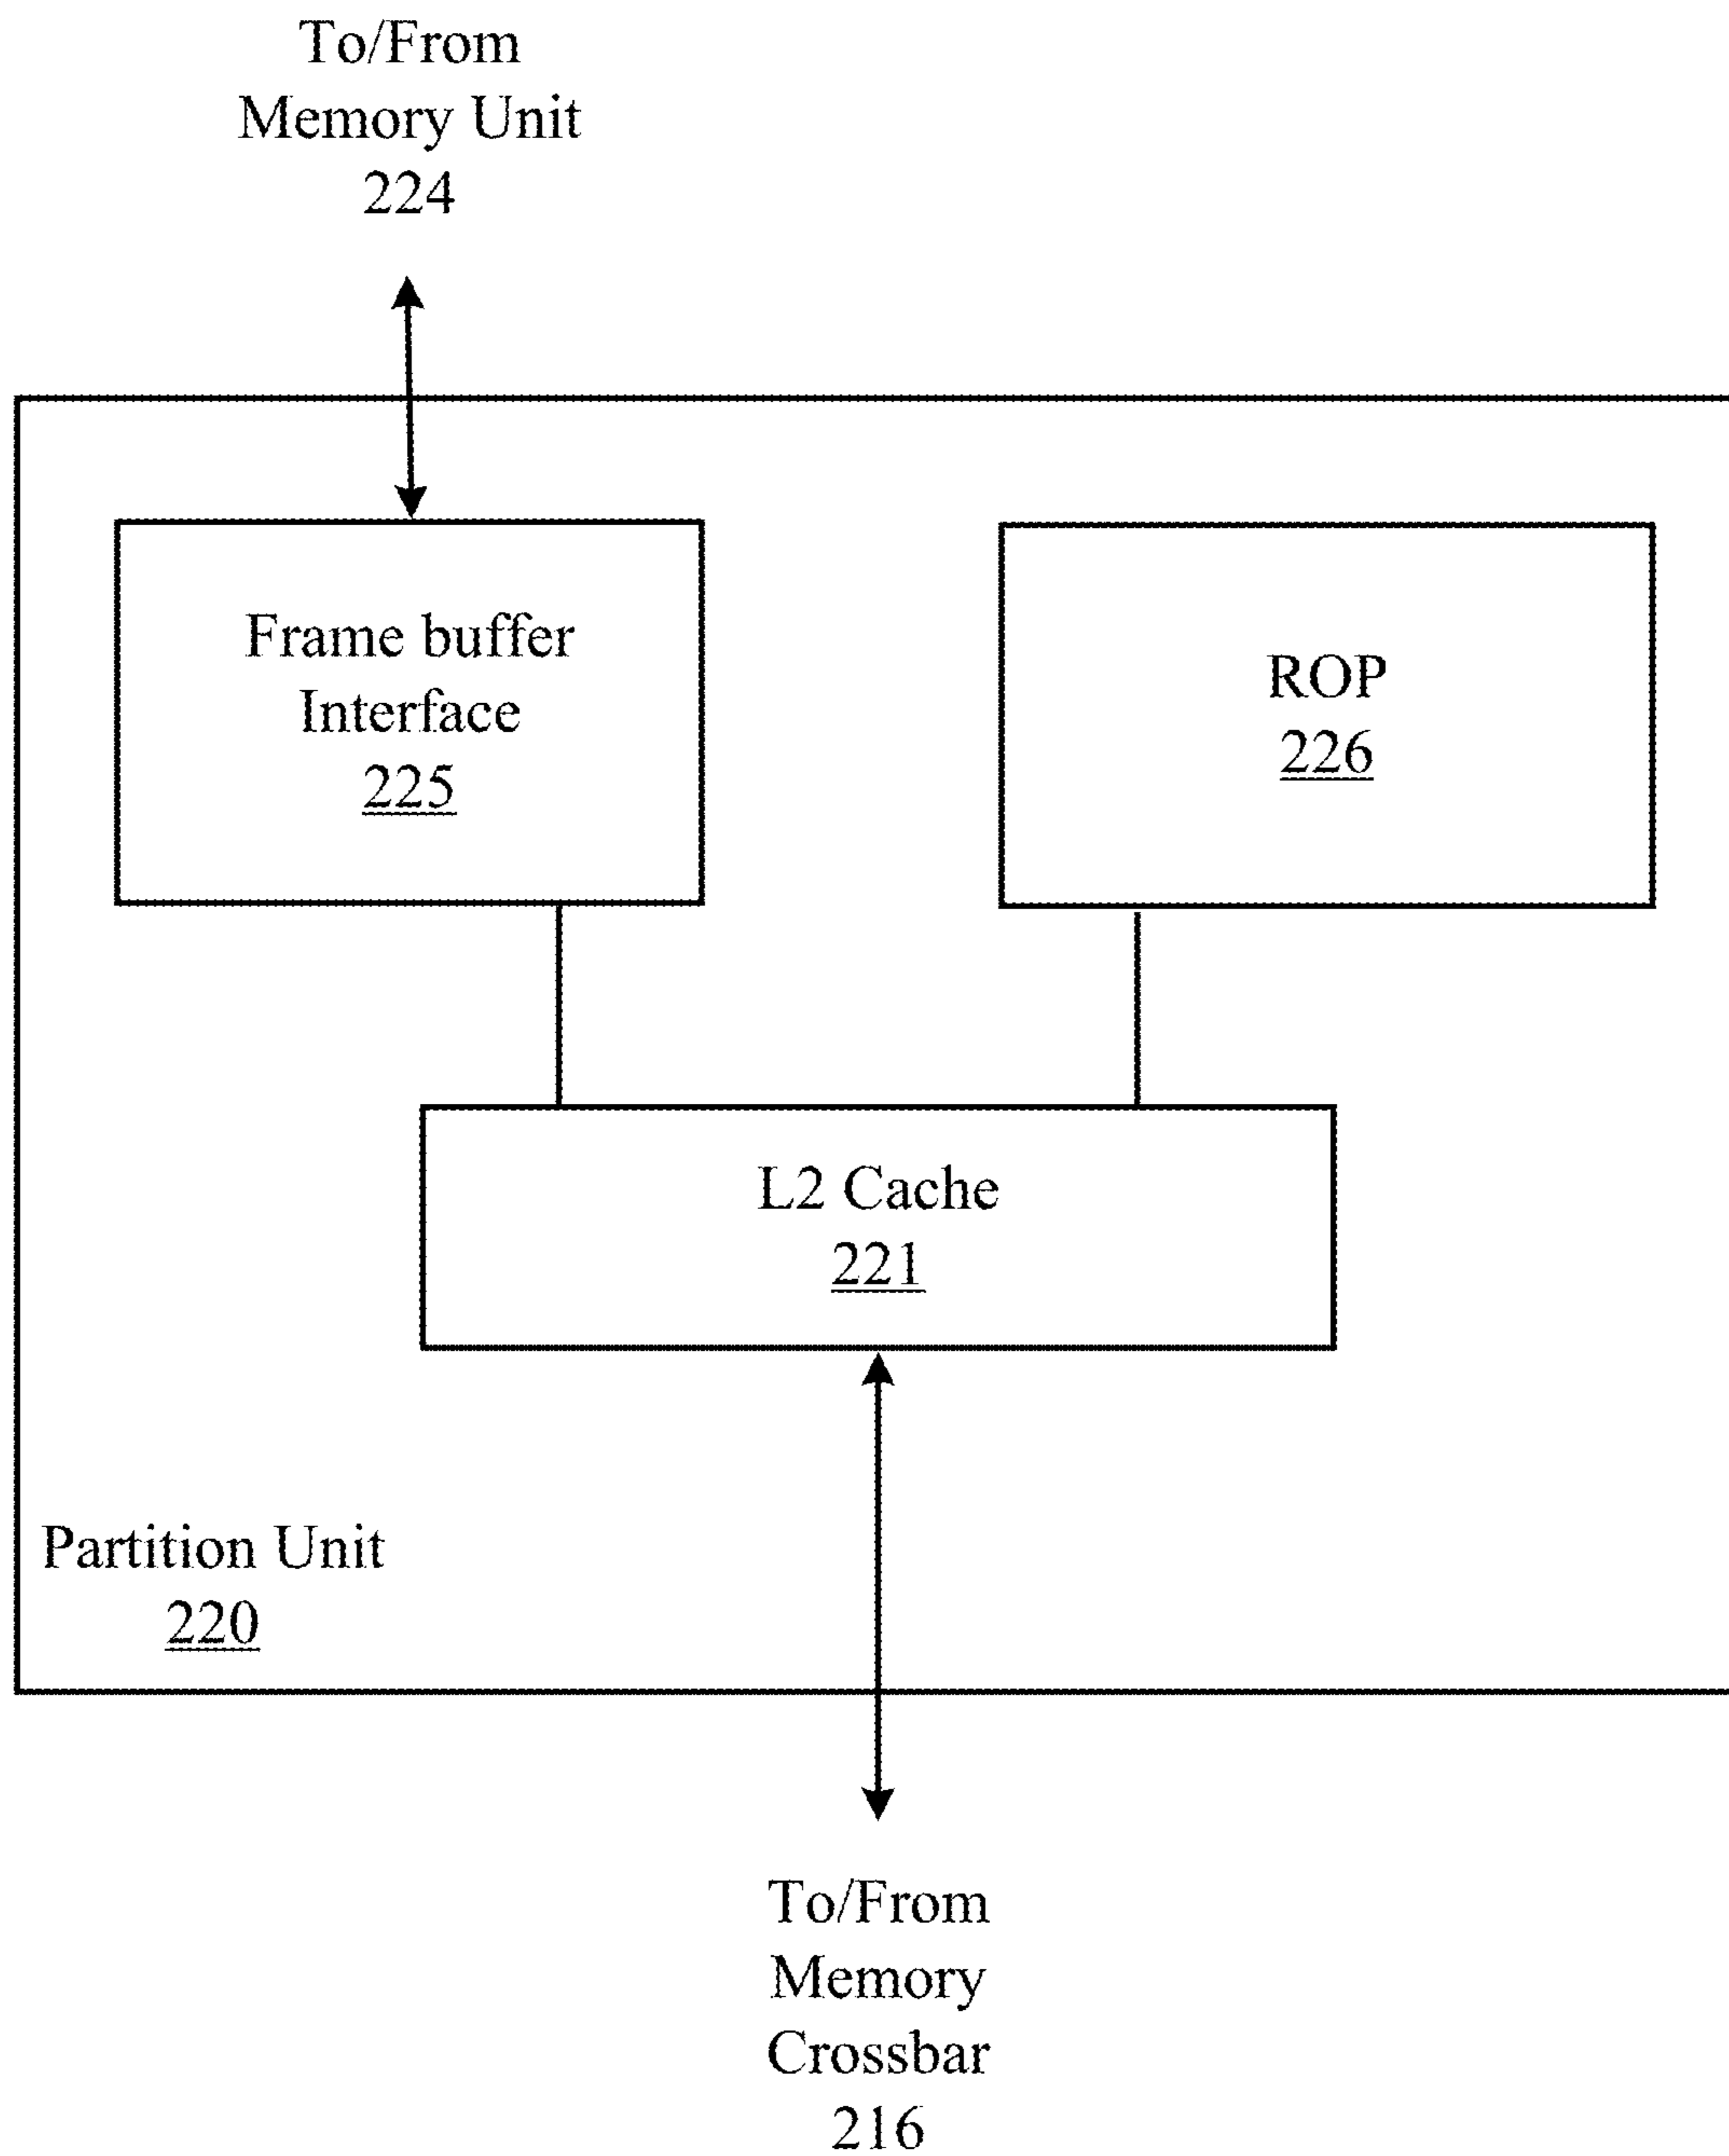 To/From
Memory Unit
224
Frame buffer
Interface
225
ROP
226
L2 Cache
221
Partition Unit
220
To/From
Memory
Crossbar
216